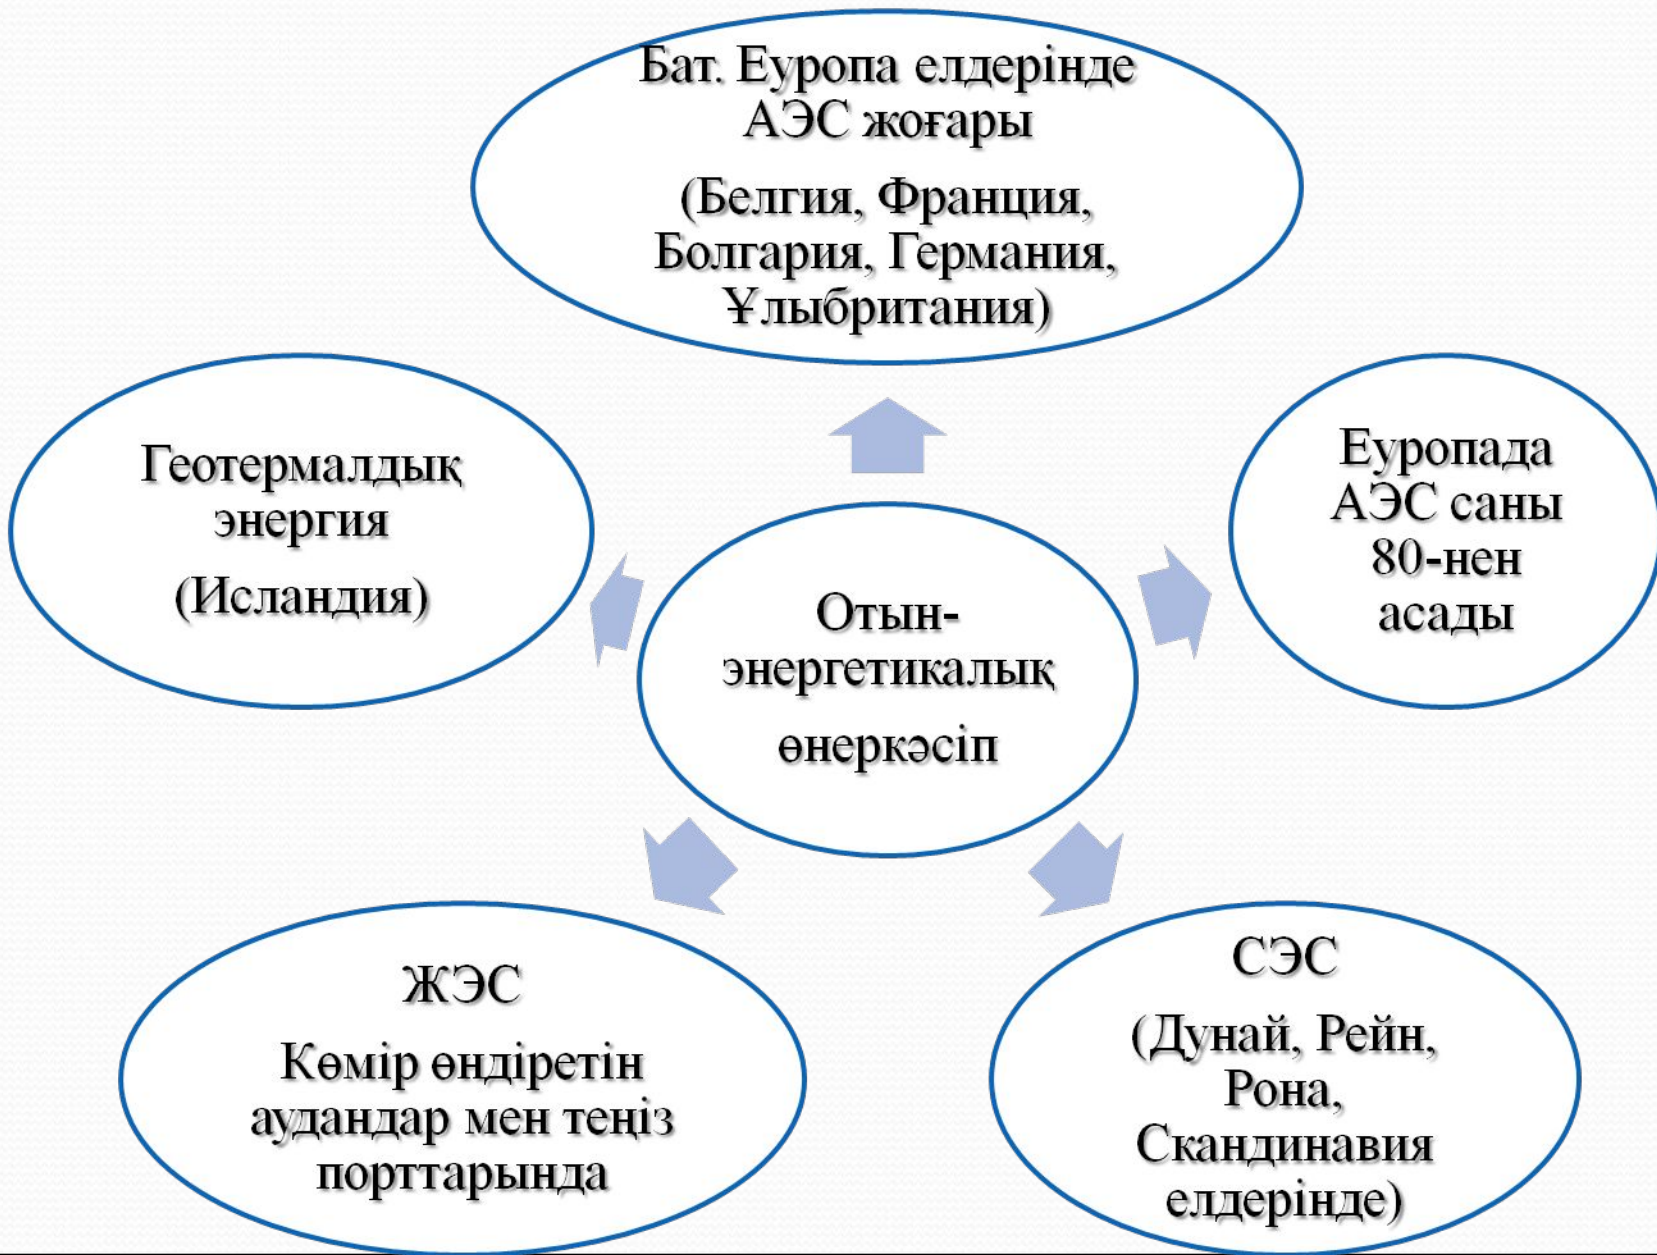 Бат. Еуропа елдерінде
АЭС жоғары
(Белгия, Франция,
Болгария, Германия,
Ұлыбритания)
Геотермалдық
энергия
(Исландия)
Еуропада
АЭС саны
80-нен
асады
Отын-
энергетикалық
өнеркәсіп
ЖЭС
Көмір өндіретін
аудандар мен теңіз
порттарында
СЭС
(Дунай, Рейн,
Рона,
Скандинавия
елдерінде)